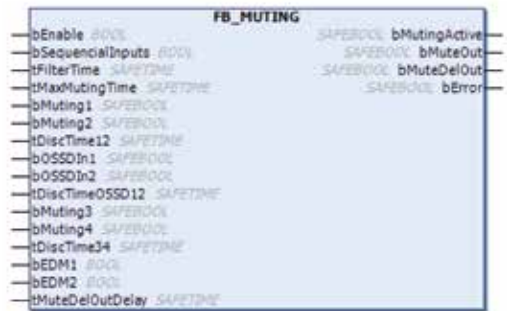 FB_MUTING
bEnable BOOL SAFEBOOL bMutingActive
bSequencialInputs BOOL SAFEBOOL bMuteOut
tFilterTime SAFETIME SAFEBOOL bMuteDelOut
tMaxMutingTime SAFETIME SAFEBOOL bError
bMuting1 SAFEBOOL
bMuting2 SAFEBOOL
tDiscTime12 SAFETIME
bOSSDIn1 SAFEBOOL
bOSSDIn2 SAFEBOOL
tDiscTimeOSSD12 SAFETIME
bMuting3 SAFEBOOL
bMuting4 SAFEBOOL
tDiscTime34 SAFETIME
bEDM1 BOOL
bEDM2 BOOL
tMuteDelOutDelay SAFETIME